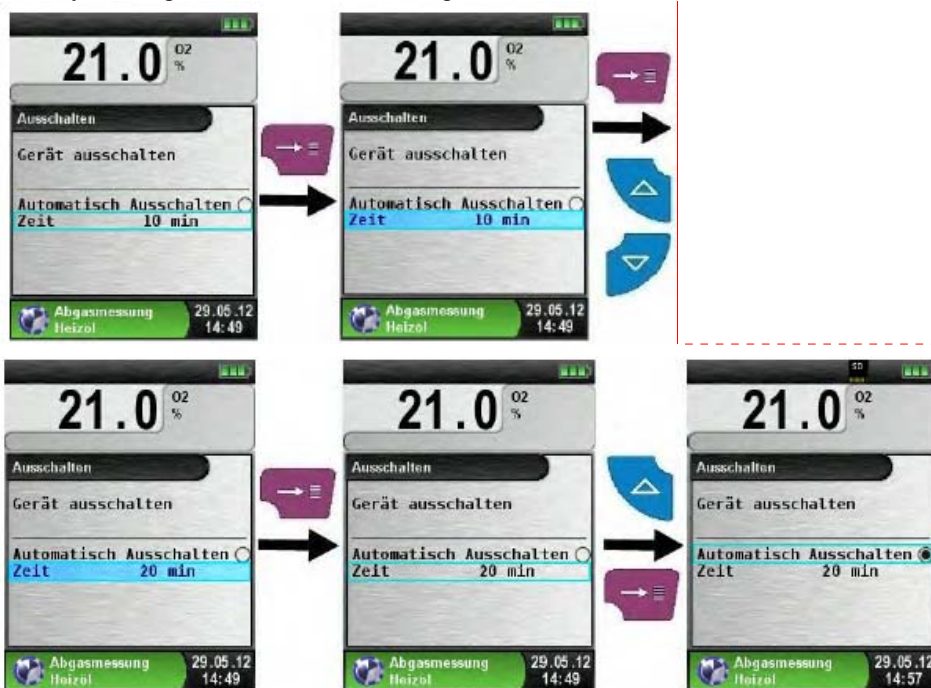 21.0 O2 %
Ausschalten
Gerät ausschalten
Automatisch Ausschalten
Zeit 10 min
Abgasmessung Heizöl
29.05.12 14:49
21.0 O2 %
Ausschalten
Gerät ausschalten
Automatisch Ausschalten
Zeit 10 min
Abgasmessung Heizöl
29.05.12 14:49
21.0 O2 %
Ausschalten
Gerät ausschalten
Automatisch Ausschalten
Zeit 20 min
Abgasmessung Heizöl
29.05.12 14:49
21.0 O2 %
Ausschalten
Gerät ausschalten
Automatisch Ausschalten
Zeit 20 min
Abgasmessung Heizöl
29.05.12 14:49
SD
21.0 O2 %
Ausschalten
Gerät ausschalten
Automatisch Ausschalten
Zeit 20 min
Abgasmessung Heizöl
29.05.12 14:57